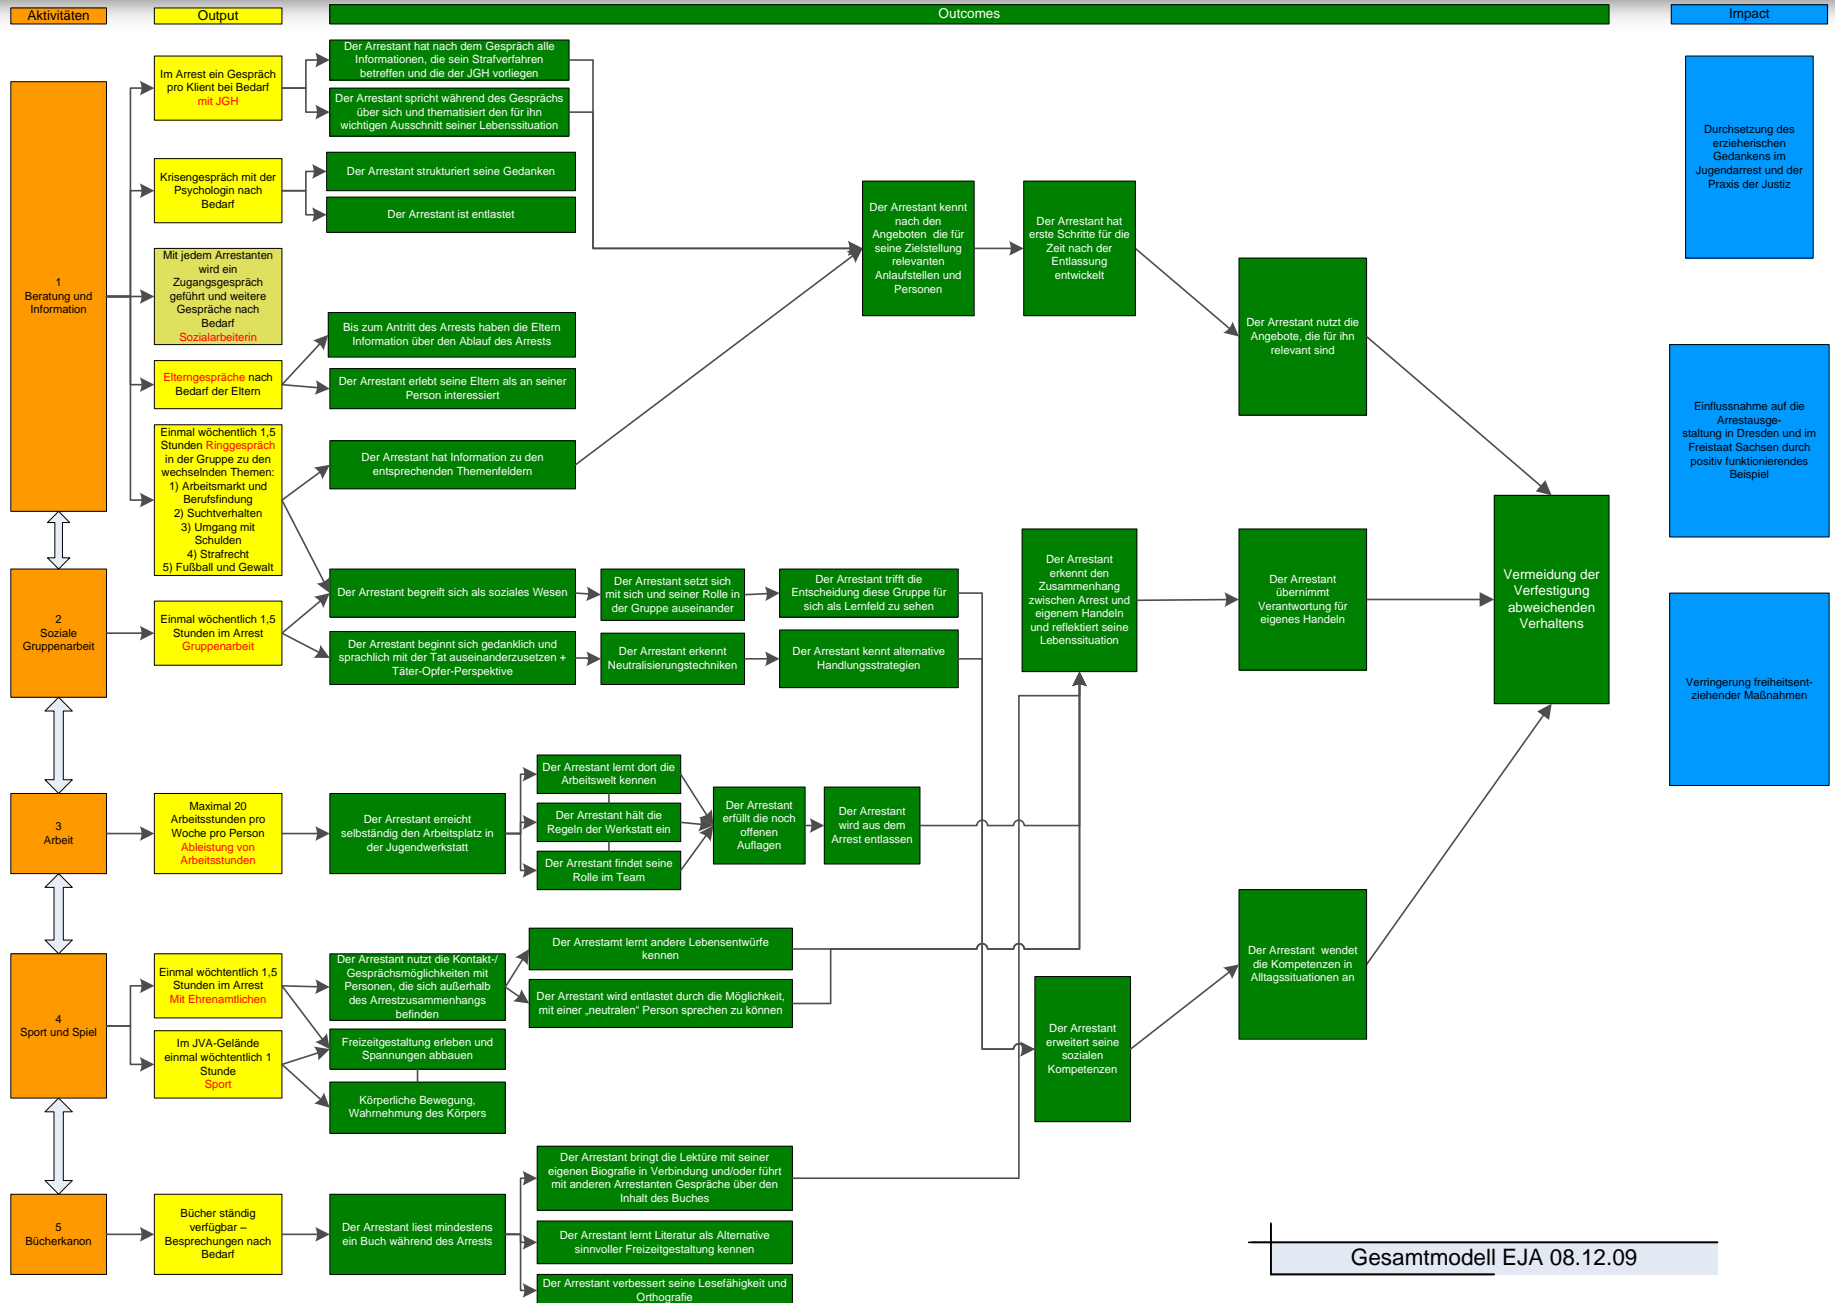 Aktivitäten
Output
Outcomes
Impact
1
Beratung und
Information
Im Arrest ein Gespräch
pro Klient bei Bedarf
mit JGH
Der Arrestant hat nach dem Gespräch alle
Informationen, die sein Strafverfahren
betreffen und die der JGH vorliegen
Der Arrestant spricht während des Gesprächs
über sich und thematisiert den für ihn
wichtigen Ausschnitt seiner Lebenssituation
Krisengespräch mit der
Psychologin nach
Bedarf
Der Arrestant strukturiert seine Gedanken
Der Arrestant ist entlastet
Mit jedem Arrestanten
wird ein
Zugangsgespräch
geführt und weitere
Gespräche nach
Bedarf
Sozialarbeiterin
Elterngespräche nach
Bedarf der Eltern
Bis zum Antritt des Arrests haben die Eltern
Information über den Ablauf des Arrests
Der Arrestant erlebt seine Eltern als an seiner
Person interessiert
Einmal wöchentlich 1,5
Stunden Ringgespräch
in der Gruppe zu den
wechselnden Themen:
1) Arbeitsmarkt und
Berufsfindung
2) Suchtverhalten
3) Umgang mit
Schulden
4) Strafrecht
5) Fußball und Gewalt
Der Arrestant hat Information zu den
entsprechenden Themenfeldern
Der Arrestant kennt
nach den
Angeboten die für
seine Zielstellung
relevanten
Anlaufstellen und
Personen
Der Arrestant hat
erste Schritte für die
Zeit nach der
Entlassung
entwickelt
Der Arrestant nutzt die
Angebote, die für ihn
relevant sind
2
Soziale
Gruppenarbeit
Einmal wöchentlich 1,5
Stunden im Arrest
Gruppenarbeit
Der Arrestant begreift sich als soziales Wesen
Der Arrestant setzt sich
mit sich und seiner Rolle in
der Gruppe auseinander
Der Arrestant trifft die
Entscheidung diese Gruppe für
sich als Lernfeld zu sehen
Der Arrestant beginnt sich gedanklich und
sprachlich mit der Tat auseinanderzusetzen +
Täter-Opfer-Perspektive
Der Arrestant erkennt
Neutralisierungstechniken
Der Arrestant kennt alternative
Handlungsstrategien
Der Arrestant
erkennt den
Zusammenhang
zwischen Arrest und
eigenem Handeln
und reflektiert seine
Lebenssituation
Der Arrestant
übernimmt
Verantwortung für
eigenes Handeln
Vermeidung der
Verfestigung
abweichenden
Verhaltens
3
Arbeit
Maximal 20
Arbeitsstunden pro
Woche pro Person
Ableistung von
Arbeitsstunden
Der Arrestant erreicht
selbständig den Arbeitsplatz in
der Jugendwerkstatt
Der Arrestant lernt dort die
Arbeitswelt kennen
Der Arrestant hält die
Regeln der Werkstatt ein
Der Arrestant findet seine
Rolle im Team
Der Arrestant
erfüllt die noch
offenen
Auflagen
Der Arrestant
wird aus dem
Arrest entlassen
4
Sport und Spiel
Einmal wöchtentlich 1,5
Stunden im Arrest
Mit Ehrenamtlichen
Im JVA-Gelände
einmal wöchtentlich 1
Stunde
Sport
Der Arrestant nutzt die Kontakt-/
Gesprächsmöglichkeiten mit
Personen, die sich außerhalb
des Arrestzusammenhangs
befinden
Freizeitgestaltung erleben und
Spannungen abbauen
Körperliche Bewegung,
Wahrnehmung des Körpers
Der Arrestamt lernt andere Lebensentwürfe
kennen
Der Arrestant wird entlastet durch die Möglichkeit,
mit einer „neutralen“ Person sprechen zu können
Der Arrestant
erweitert seine
sozialen
Kompetenzen
Der Arrestant wendet
die Kompetenzen in
Alltagssituationen an
5
Bücherkanon
Bücher ständig
verfügbar –
Besprechungen nach
Bedarf
Der Arrestant liest mindestens
ein Buch während des Arrests
Der Arrestant bringt die Lektüre mit seiner
eigenen Biografie in Verbindung und/oder führt
mit anderen Arrestanten Gespräche über den
Inhalt des Buches
Der Arrestant lernt Literatur als Alternative
sinnvoller Freizeitgestaltung kennen
Der Arrestant verbessert seine Lesefähigkeit und
Orthografie
Durchsetzung des
erzieherischen
Gedankens im
Jugendarrest und der
Praxis der Justiz
Einflussnahme auf die
Arrestausge-
staltung in Dresden und im
Freistaat Sachsen durch
positiv funktionierendes
Beispiel
Verringerung freiheitsent-
ziehender Maßnahmen
Gesamtmodell EJA 08.12.09